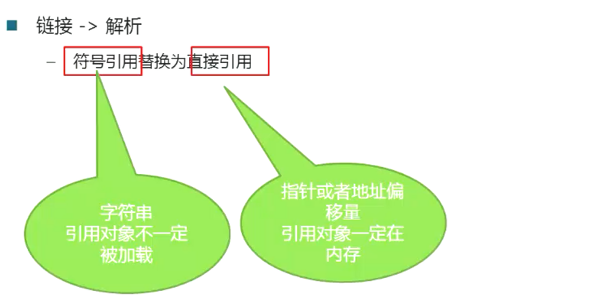 链接 -> 解析
– 符号引用替换为直接引用
字符串
引用对象不一定
被加载
指针或者地址偏
移量
引用对象一定在
内存